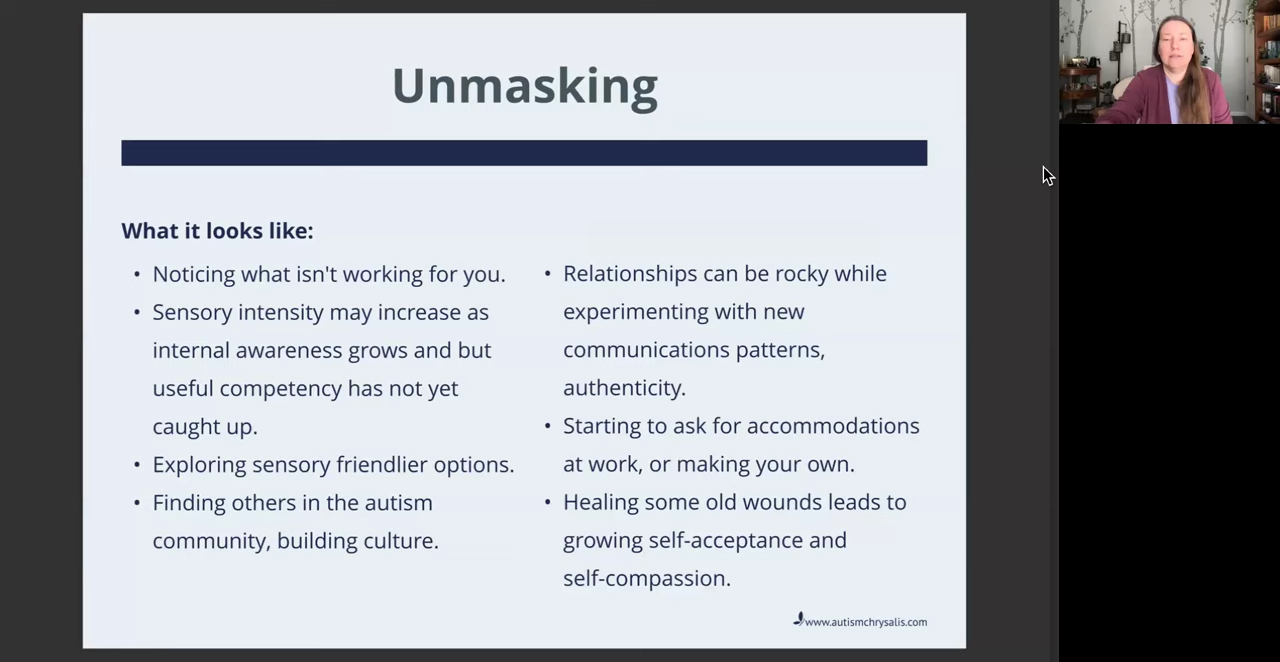 Unmasking
What it looks like:
• Noticing what isn't working for you.
• Sensory intensity may increase as
internal awareness grows and but
useful competency has not yet
caught up.
• Exploring sensory friendlier options.
• Finding others in the autism
community, building culture.
• Relationships can be rocky while
experimenting with new
communications patterns,
authenticity.
• Starting to ask for accommodations
at work, or making your own.
• Healing some old wounds leads to
growing self-acceptance and
self-compassion.
www.autismchrysalis.com